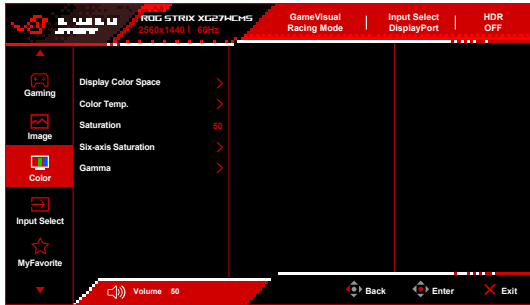 ROG STRIX XG27WCMS
2560x1440 | 60Hz
GameVisual
Racing Mode
Input Select
DisplayPort
HDR
OFF
Gaming
Image
Color
Input Select
MyFavorite
Display Color Space
Color Temp.
Saturation 50
Six-axis Saturation
Gamma
Volume 50
Back
Enter
Exit